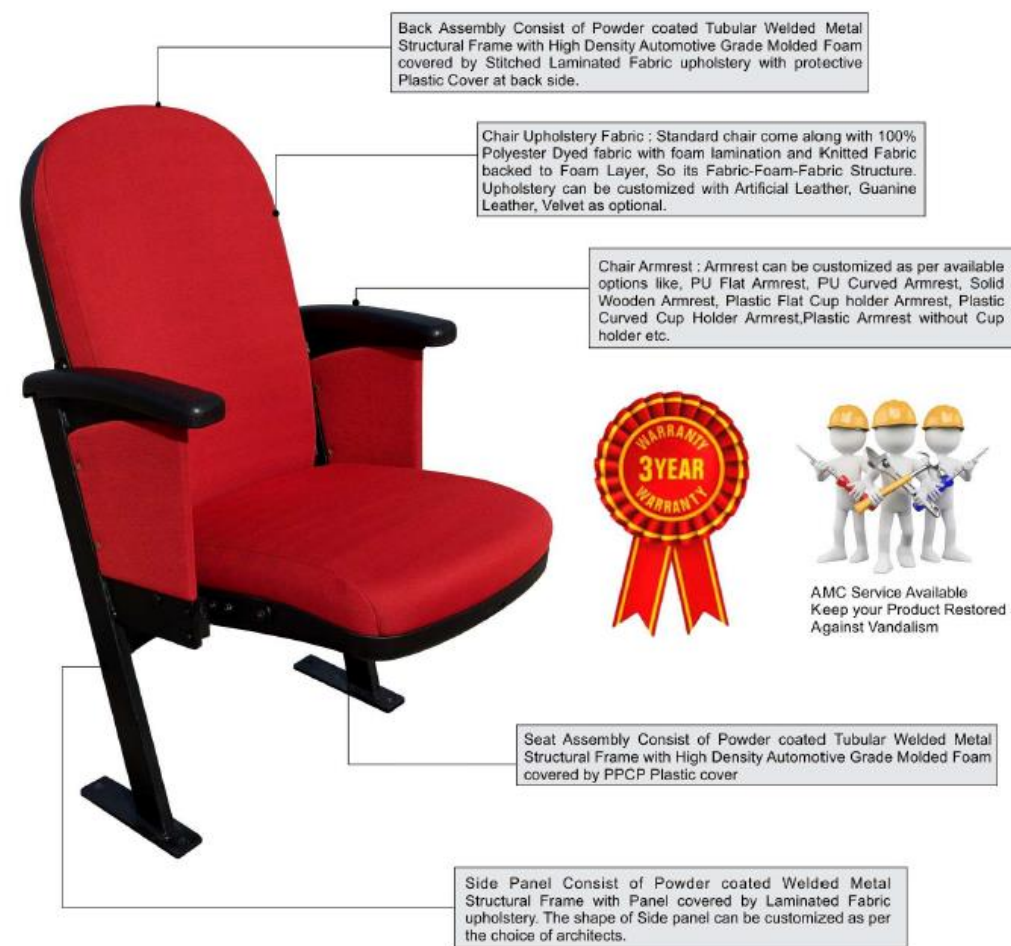 Back Assembly Consist of Powder coated Tubular Welded Metal
Structural Frame with High Density Automotive Grade Molded Foam
covered by Stitched Laminated Fabric upholstery with protective
Plastic Cover at back side.
Chair Upholstery Fabric : Standard chair come along with 100%
Polyester Dyed fabric with foam lamination and Knitted Fabric
backed to Foam Layer, So its Fabric-Foam-Fabric Structure.
Upholstery can be customized with Artificial Leather, Guanine
Leather, Velvet as optional.
Chair Armrest : Armrest can be customized as per available
options like, PU Flat Armrest, PU Curved Armrest, Solid
Wooden Armrest, Plastic Flat Cup holder Armrest, Plastic
Curved Cup Holder Armrest,Plastic Armrest without Cup
holder etc.
WARRANTY
3 YEAR
WARRANTY
AMC Service Available
Keep your Product Restored
Against Vandalism
Seat Assembly Consist of Powder coated Tubular Welded Metal
Structural Frame with High Density Automotive Grade Molded Foam
covered by PPCP Plastic cover
Side Panel Consist of Powder coated Welded Metal
Structural Frame with Panel covered by Laminated Fabric
upholstery. The shape of Side panel can be customized as per
the choice of architects.